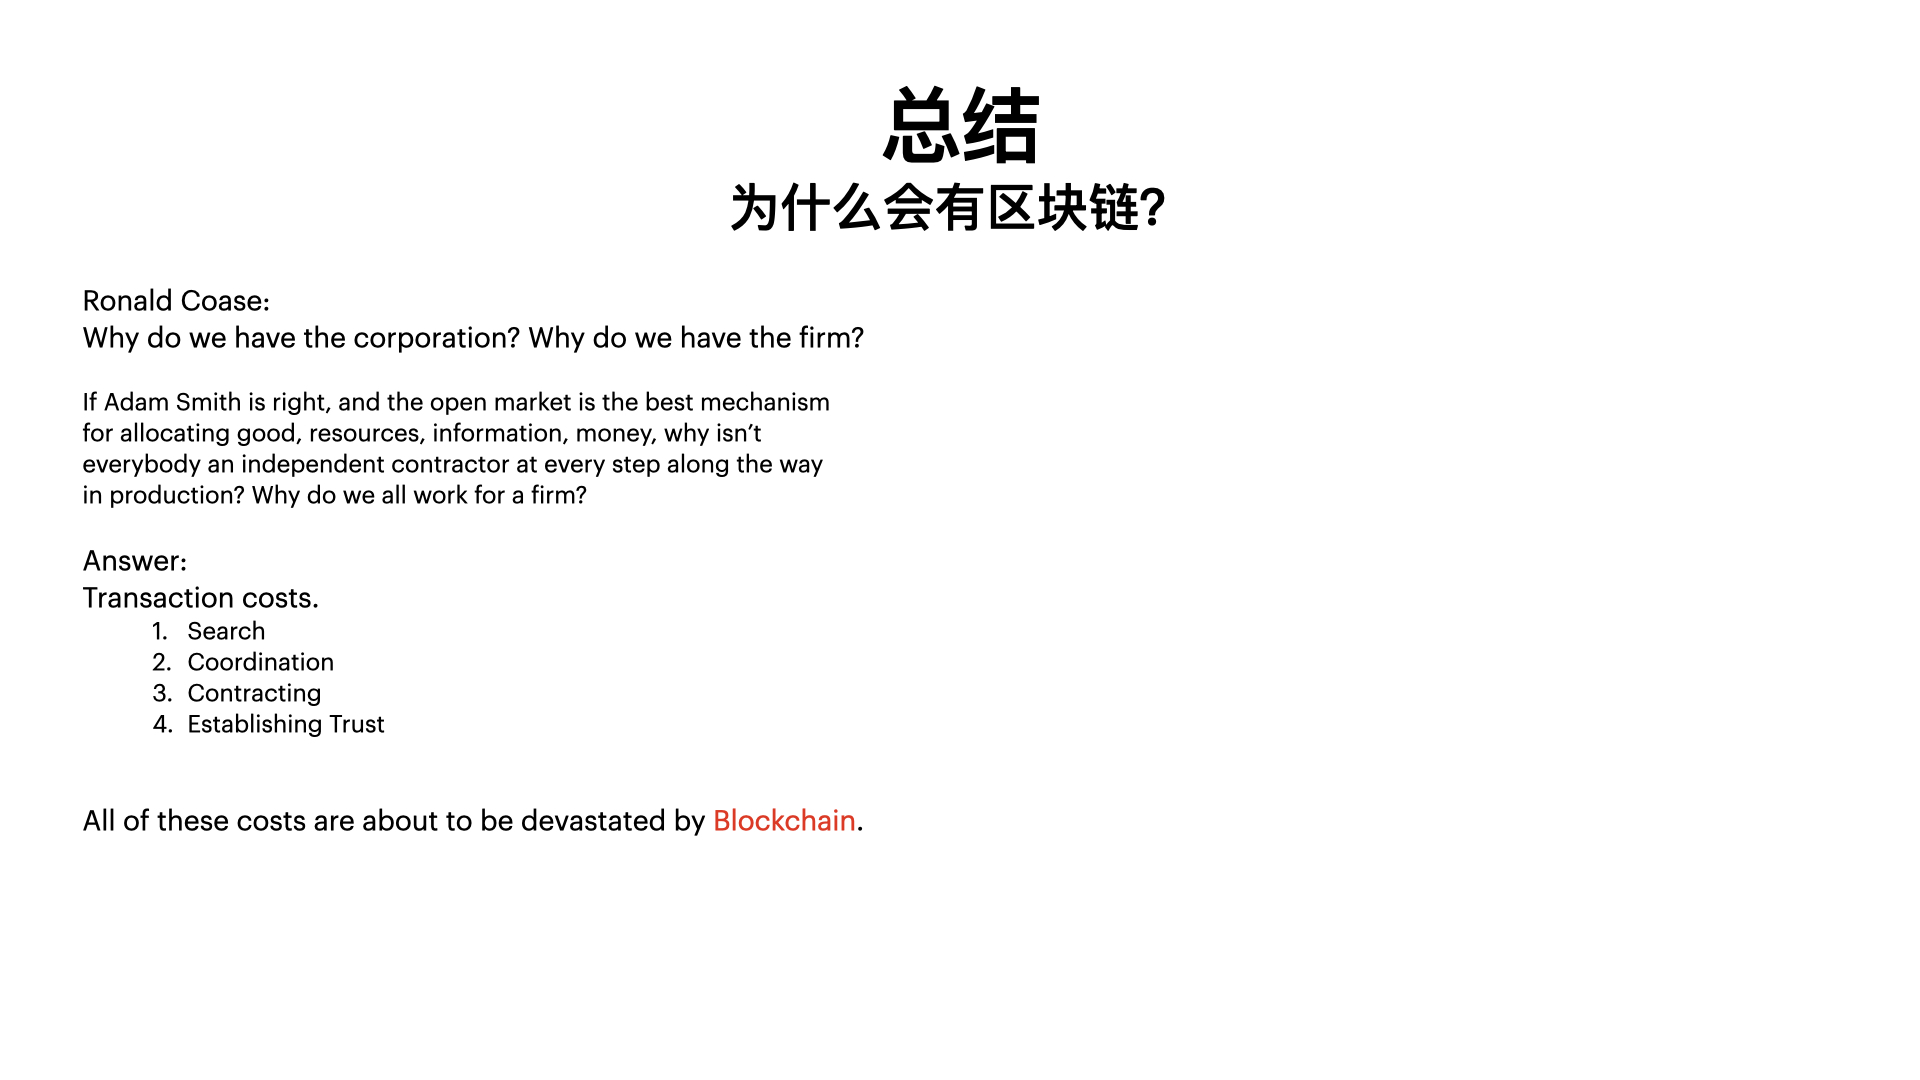 总结
为什么会有区块链?
Ronald Coase:
Why do we have the corporation? Why do we have the firm?
If Adam Smith is right, and the open market is the best mechanism
for allocating good, resources, information, money, why isn’t
everybody an independent contractor at every step along the way
in production? Why do we all work for a firm?
Answer:
Transaction costs.
1. Search
2. Coordination
3. Contracting
4. Establishing Trust
All of these costs are about to be devastated by Blockchain.